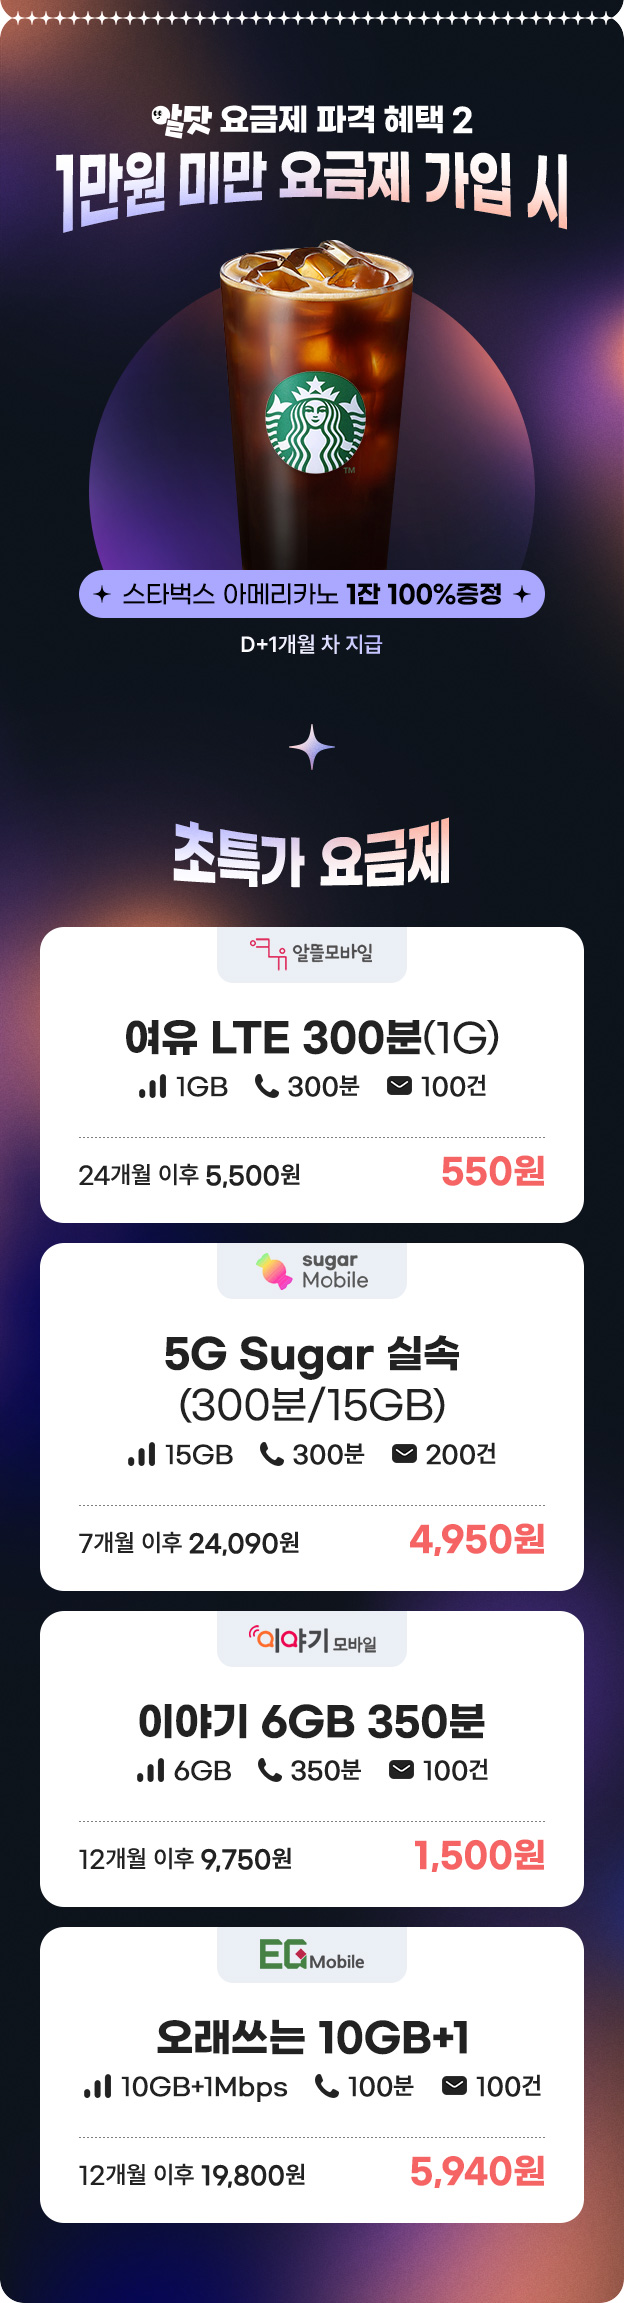 알닷 요금제 파격 혜택 2
1만원 미만 요금제 가입 시
TM
스타벅스 아메리카노 1잔 100%증정
D+1개월 차 지급
초특가 요금제
알뜰모바일
여유 LTE 300분(1G)
1GB 300분 100건
24개월 이후 5,500원 550원
sugar
Mobile
5G Sugar 실속
(300분/15GB)
15GB 300분 200건
7개월 이후 24,090원 4,950원
이야기 모바일
이야기 6GB 350분
6GB 350분 100건
12개월 이후 9,750원 1,500원
EG Mobile
오래쓰는 10GB+1
10GB+1Mbps 100분 100건
12개월 이후 19,800원 5,940원